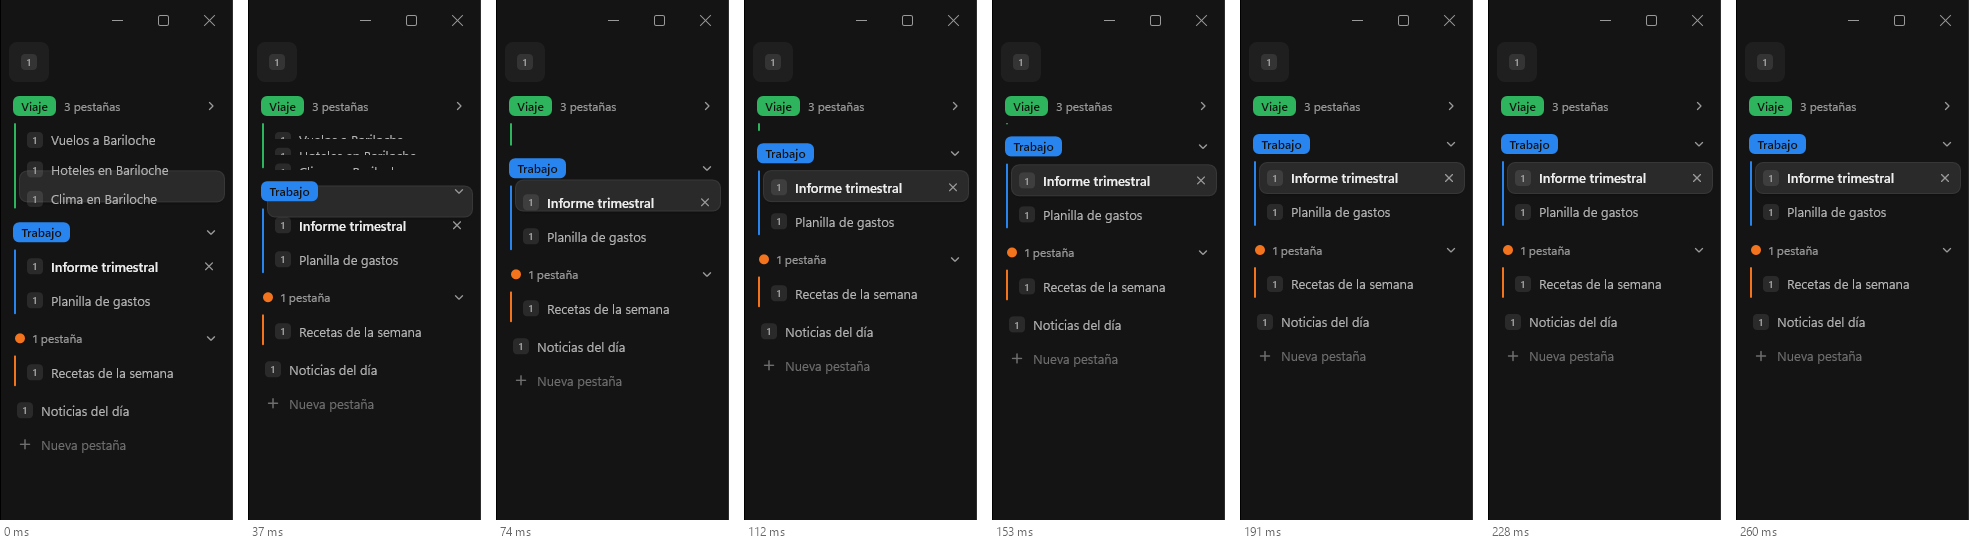 1
Viaje 3 pestañas
1 Vuelos a Bariloche
1 Hoteles en Bariloche
1 Clima en Bariloche
Trabajo
1 Informe trimestral
1 Planilla de gastos
1 pestaña
1 Recetas de la semana
1 Noticias del día
+ Nueva pestaña
0 ms
1
Viaje 3 pestañas
1 Vuelos a Bariloche
1 Hoteles en Bariloche
1 Clima en Bariloche
Trabajo
1 Informe trimestral
1 Planilla de gastos
1 pestaña
1 Recetas de la semana
1 Noticias del día
+ Nueva pestaña
37 ms
1
Viaje 3 pestañas
Trabajo
1 Informe trimestral
1 Planilla de gastos
1 pestaña
1 Recetas de la semana
1 Noticias del día
+ Nueva pestaña
74 ms
1
Viaje 3 pestañas
Trabajo
1 Informe trimestral
1 Planilla de gastos
1 pestaña
1 Recetas de la semana
1 Noticias del día
+ Nueva pestaña
112 ms
1
Viaje 3 pestañas
Trabajo
1 Informe trimestral
1 Planilla de gastos
1 pestaña
1 Recetas de la semana
1 Noticias del día
+ Nueva pestaña
153 ms
1
Viaje 3 pestañas
Trabajo
1 Informe trimestral
1 Planilla de gastos
1 pestaña
1 Recetas de la semana
1 Noticias del día
+ Nueva pestaña
191 ms
1
Viaje 3 pestañas
Trabajo
1 Informe trimestral
1 Planilla de gastos
1 pestaña
1 Recetas de la semana
1 Noticias del día
+ Nueva pestaña
228 ms
1
Viaje 3 pestañas
Trabajo
1 Informe trimestral
1 Planilla de gastos
1 pestaña
1 Recetas de la semana
1 Noticias del día
+ Nueva pestaña
260 ms